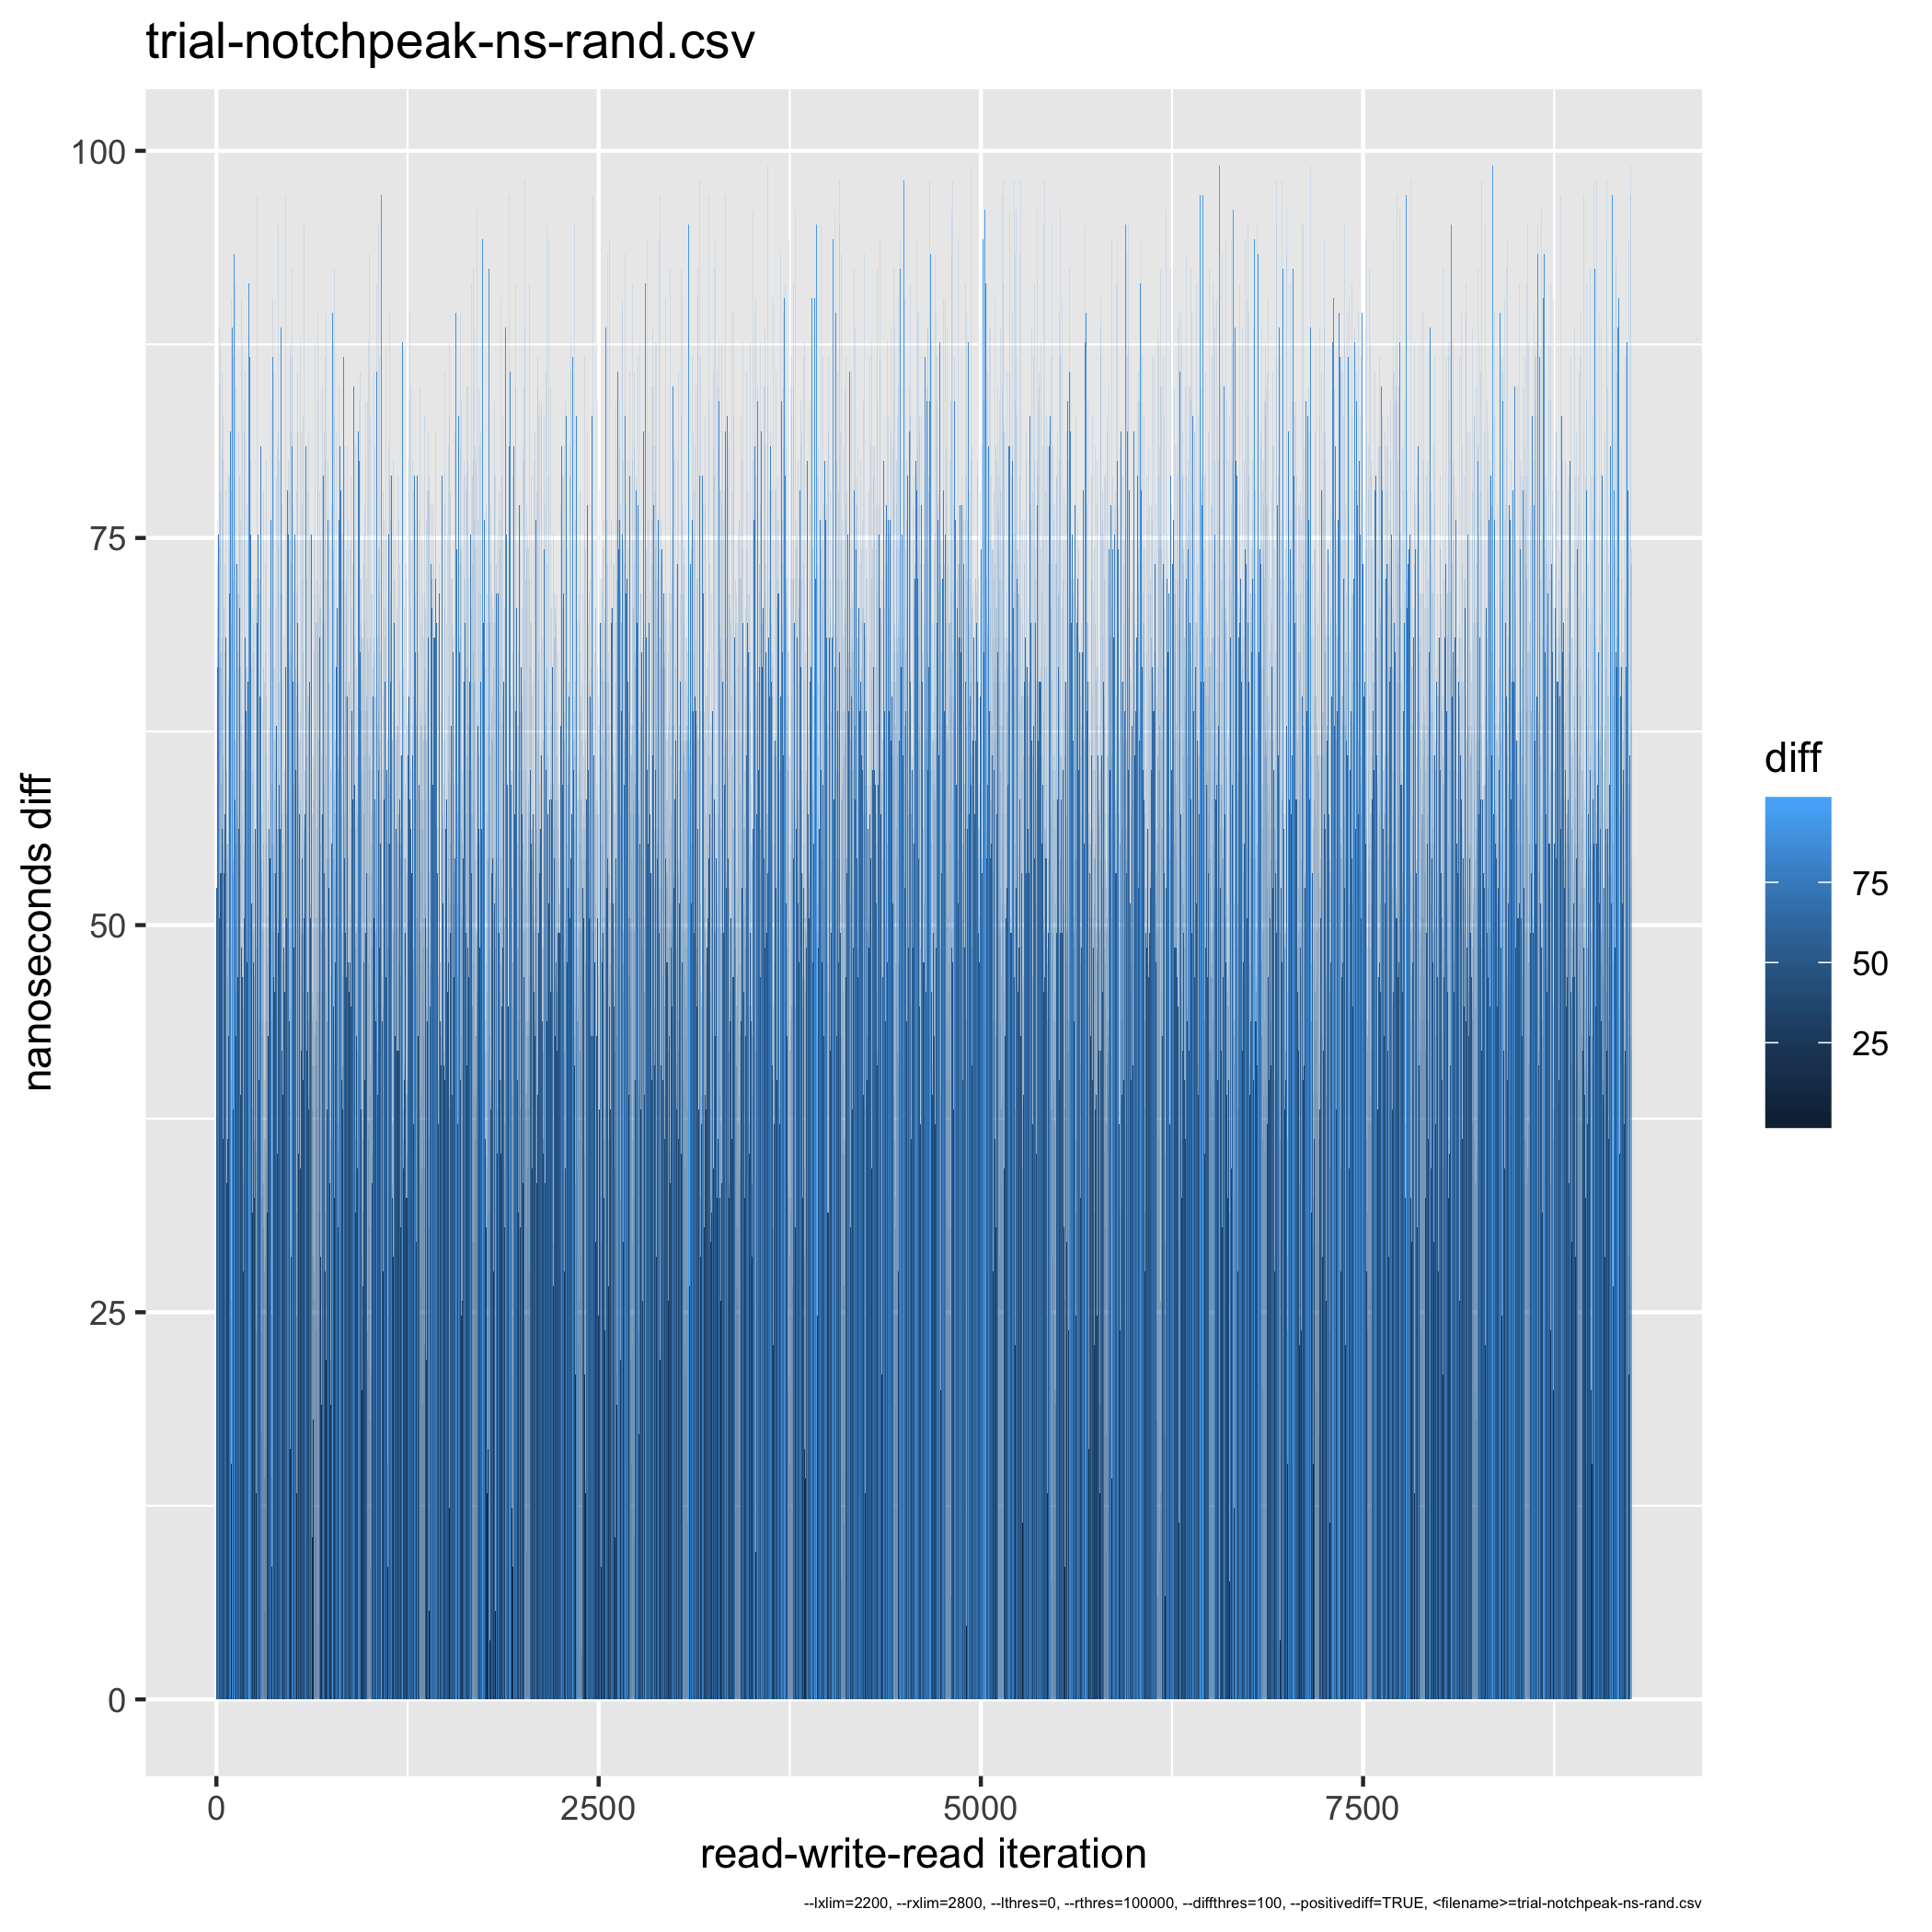 trial-notchpeak-ns-rand.csv
100
75
50
25
0
nanoseconds diff
0 2500 5000 7500
read-write-read iteration
diff
75
50
25
--lxlim=2200, --rxlim=2800, --lthres=0, --rthres=100000, --diffthres=100, --positivediff=TRUE, <filename>=trial-notchpeak-ns-rand.csv